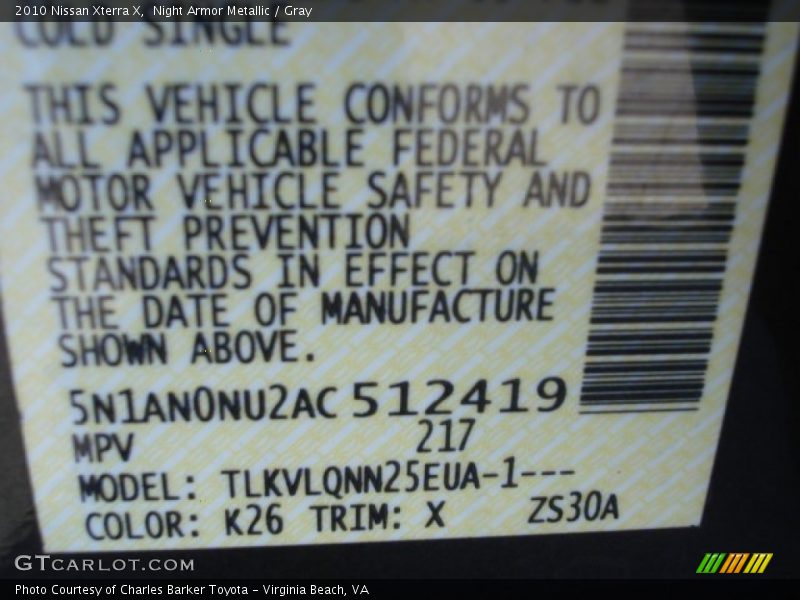 2010 Nissan Xterra X, Night Armor Metallic / Gray
COLD SINGLE
THIS VEHICLE CONFORMS TO
ALL APPLICABLE FEDERAL
MOTOR VEHICLE SAFETY AND
THEFT PREVENTION
STANDARDS IN EFFECT ON
THE DATE OF MANUFACTURE
SHOWN ABOVE.
5N1AN0NU2AC512419
MPV 217
MODEL: TLKVLQNN25EUA-1---
COLOR: K26 TRIM: X ZS30A
GTCARLOT.COM
Photo Courtesy of Charles Barker Toyota - Virginia Beach, VA